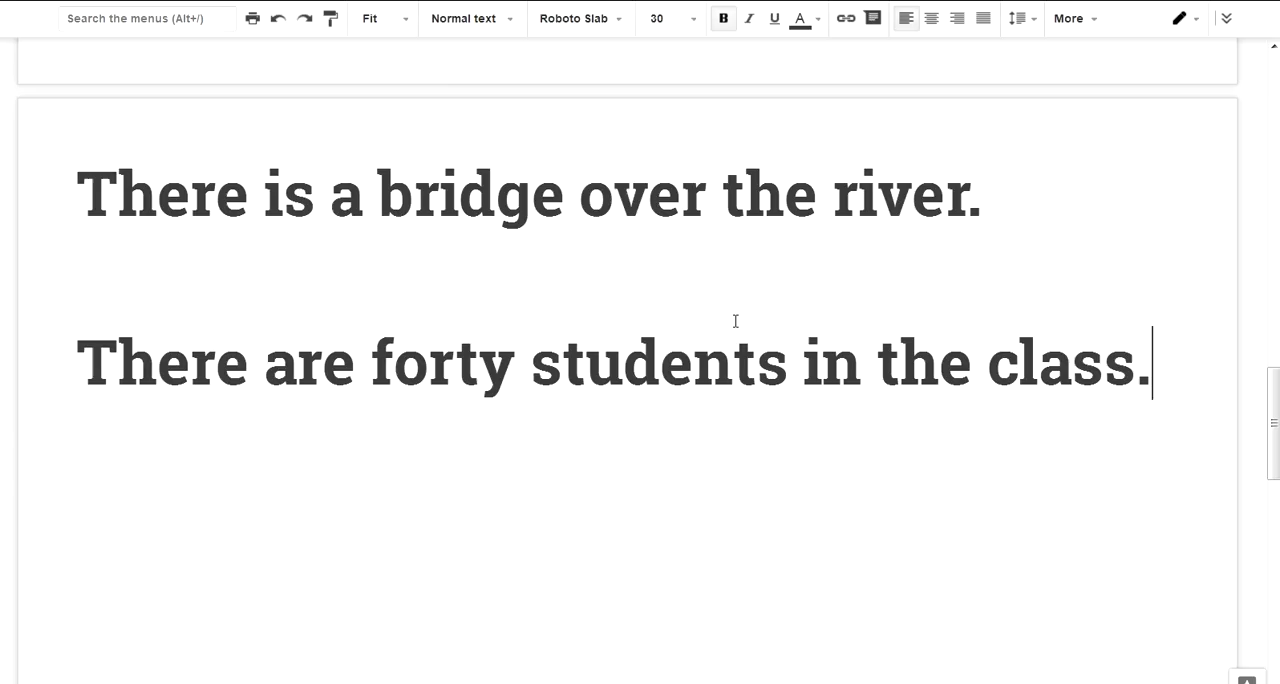 Search the menus (Alt+/) Fit Normal text Roboto Slab 30 B I U A More
There is a bridge over the river.
There are forty students in the class.